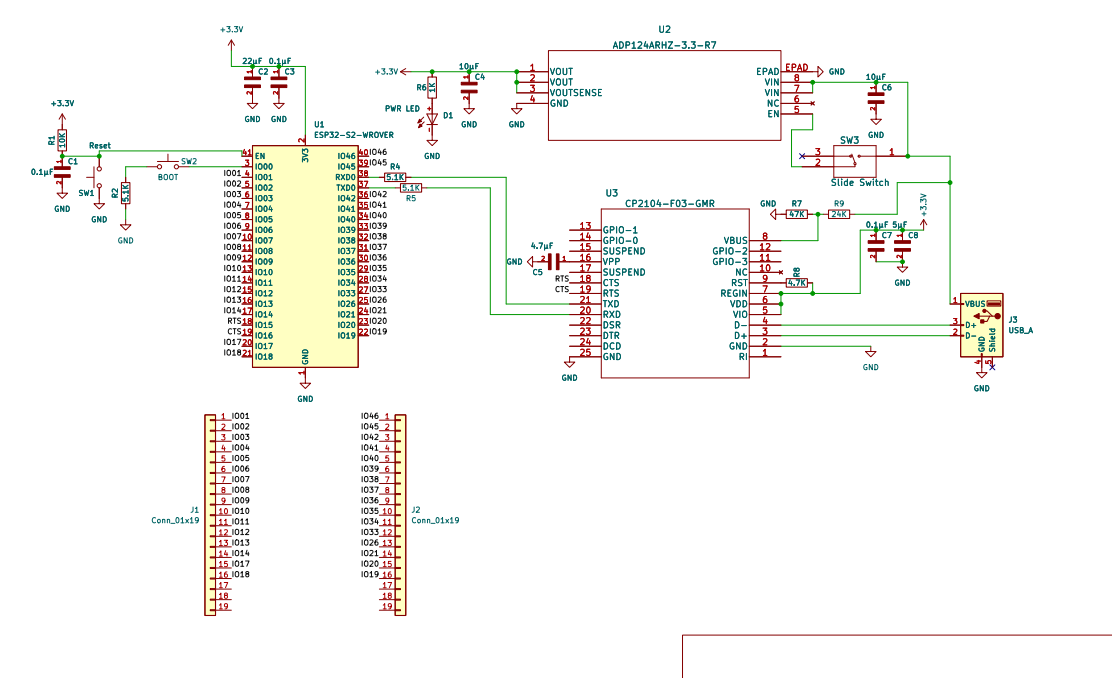 +3.3V
22µF 0.1µF
C2 C3
GND GND
+3.3V
R1
10K
Reset
0.1µF
C1
GND
SW1
GND
R2
5.1K
GND
SW2
BOOT
U1
ESP32-S2-WROVER
2
3V3
41 EN
3 IO00
IO01 4 IO01
IO02 5 IO02
IO03 6 IO03
IO04 7 IO04
IO05 8 IO05
IO06 9 IO06
IO07 10 IO07
IO08 11 IO08
IO09 12 IO09
IO10 13 IO10
IO11 14 IO11
IO12 15 IO12
IO13 16 IO13
IO14 17 IO14
RTS 18 IO15
CTS 19 IO16
IO17 20 IO17
IO18 21 IO18
IO46 40 IO46
IO45 39 IO45
RXD0 38
TXD0 37
IO42 36 IO42
IO41 35 IO41
IO40 34 IO40
IO39 33 IO39
IO38 32 IO38
IO37 31 IO37
IO36 30 IO36
IO35 29 IO35
IO34 28 IO34
IO33 27 IO33
IO26 25 IO26
IO21 24 IO21
IO20 23 IO20
IO19 22 IO19
GND
1
GND
R4
5.1K
5.1K
R5
+3.3V
R6
1K
10µF
C4
GND
PWR LED
D1
GND
GND
U2
ADP124ARHZ-3.3-R7
1 VOUT
2 VOUT
3 VOUTSENSE
4 GND
EPAD EPAD GND
VIN 8
VIN 7
NC 6
EN 5
10µF
C6
GND
SW3
3
2
1
Slide Switch
U3
CP2104-F03-GMR
13 GPIO-1
14 GPIO-0
15 SUSPEND
16 VPP
17 SUSPEND
RTS 18 CTS
CTS 19 RTS
21 TXD
20 RXD
22 DSR
23 DTR
24 DCD
25 GND
GND
4.7µF
GND 2 1
C5
VBUS 8
GPIO-2 12
GPIO-3 11
NC 10
RST 9
REGIN 7
VDD 6
VIO 5
D- 4
D+ 3
GND 2
RI 1
GND
GND
R7 R9
47K 24K
R8
4.7K
0.1µF 5µF
C7 C8
GND
+3.3V
1 VBUS
3 D+
2 D-
GND
Shield
4 5
J3
USB_A
GND
J1
Conn_01x19
1 IO01
2 IO02
3 IO03
4 IO04
5 IO05
6 IO06
7 IO07
8 IO08
9 IO09
10 IO10
11 IO11
12 IO12
13 IO13
14 IO14
15 IO17
16 IO18
17
18
19
IO46 1
IO45 2
IO42 3
IO41 4
IO40 5
IO39 6
IO38 7
IO37 8
IO36 9
IO35 10
IO34 11
IO33 12
IO26 13
IO21 14
IO20 15
IO19 16
17
18
19
J2
Conn_01x19